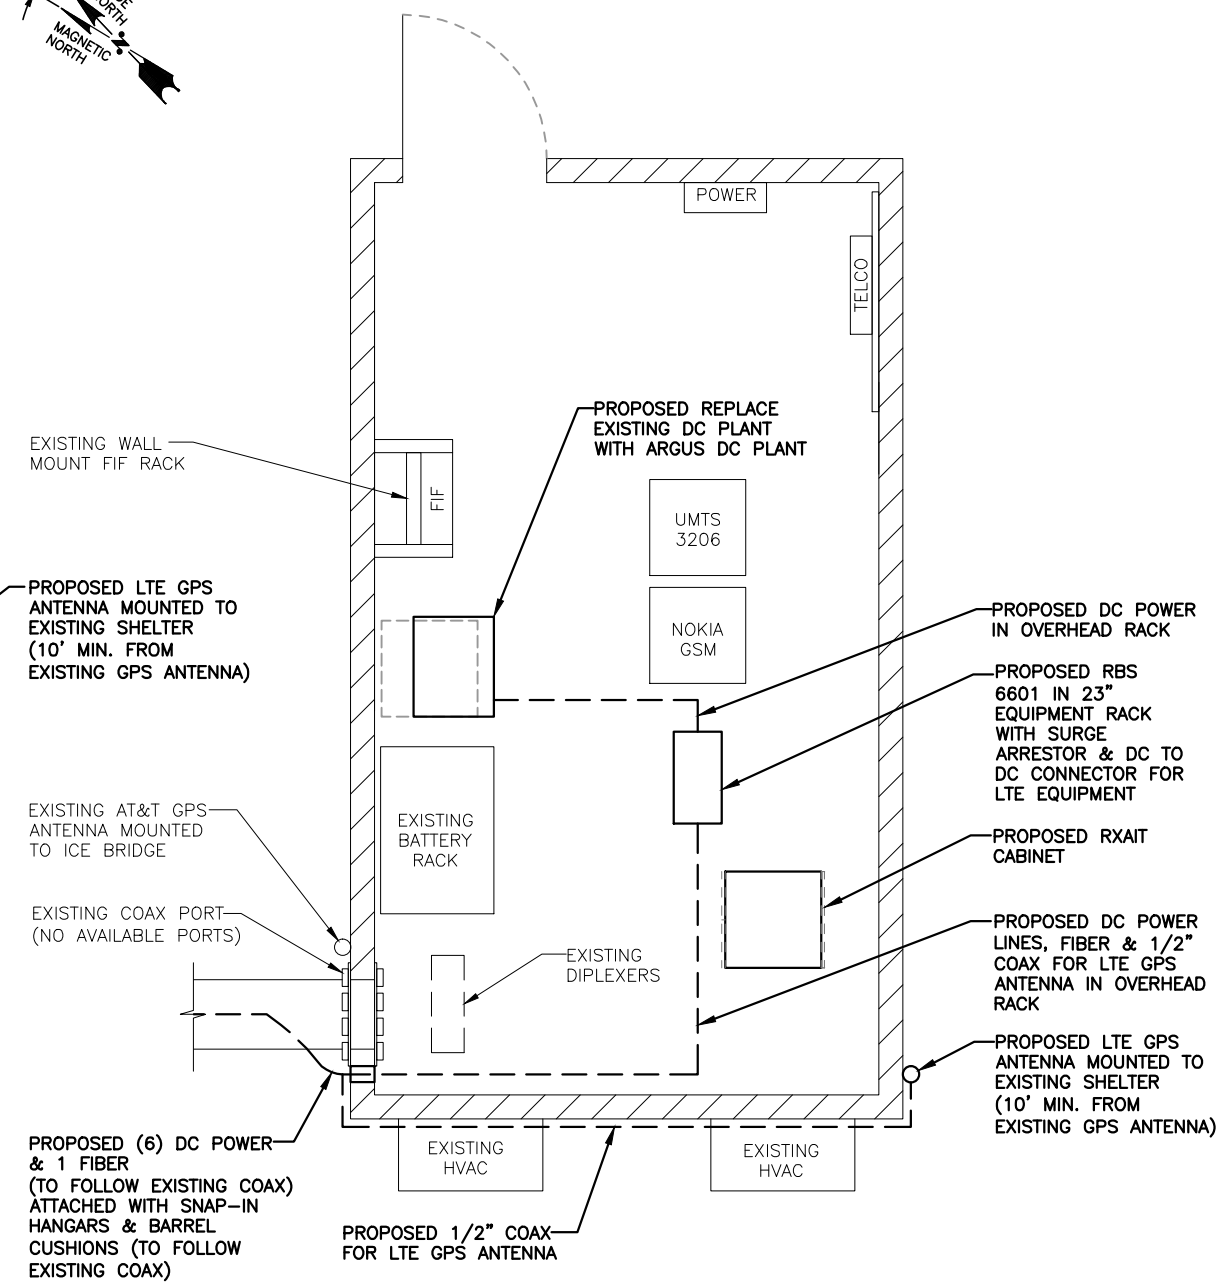 NORTH
MAGNETIC
NORTH
N
POWER
TELCO
PROPOSED REPLACE
EXISTING DC PLANT
WITH ARGUS DC PLANT
EXISTING WALL
MOUNT FIF RACK
FIF
UMTS
3206
PROPOSED LTE GPS
ANTENNA MOUNTED TO
EXISTING SHELTER
(10' MIN. FROM
EXISTING GPS ANTENNA)
NOKIA
GSM
PROPOSED DC POWER
IN OVERHEAD RACK
PROPOSED RBS
6601 IN 23"
EQUIPMENT RACK
WITH SURGE
ARRESTOR & DC TO
DC CONNECTOR FOR
LTE EQUIPMENT
EXISTING AT&T GPS
ANTENNA MOUNTED
TO ICE BRIDGE
EXISTING
BATTERY
RACK
PROPOSED RXAIT
CABINET
EXISTING COAX PORT
(NO AVAILABLE PORTS)
EXISTING
DIPLEXERS
PROPOSED DC POWER
LINES, FIBER & 1/2"
COAX FOR LTE GPS
ANTENNA IN OVERHEAD
RACK
PROPOSED LTE GPS
ANTENNA MOUNTED TO
EXISTING SHELTER
(10' MIN. FROM
EXISTING GPS ANTENNA)
PROPOSED (6) DC POWER
& 1 FIBER
(TO FOLLOW EXISTING COAX)
ATTACHED WITH SNAP-IN
HANGARS & BARREL
CUSHIONS (TO FOLLOW
EXISTING COAX)
EXISTING
HVAC
EXISTING
HVAC
PROPOSED 1/2" COAX
FOR LTE GPS ANTENNA